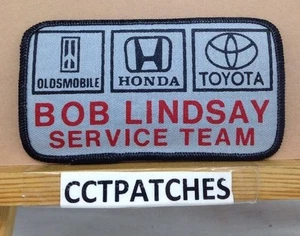 OLDSMOBILE HONDA TOYOTA
BOB LINDSAY
SERVICE TEAM
CCTPATCHES